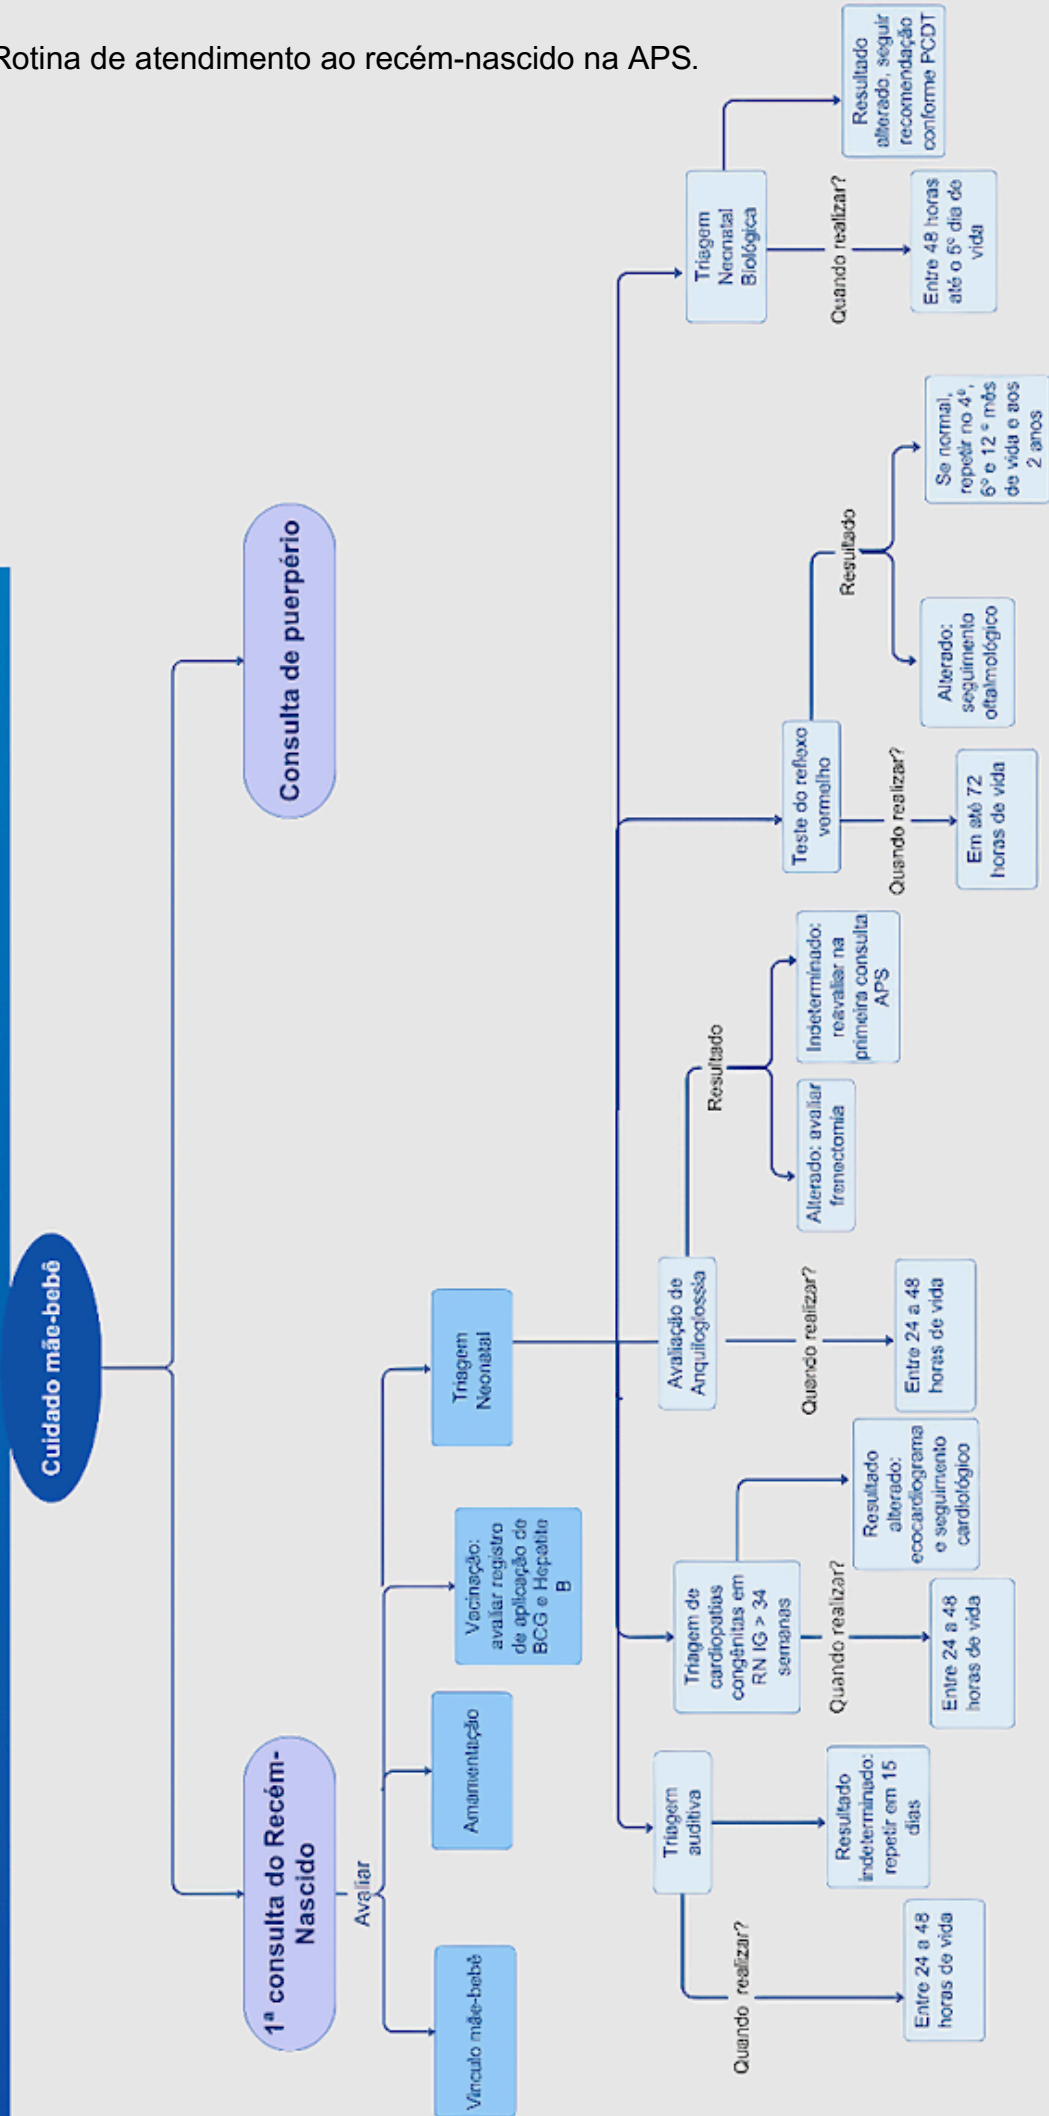 Rotina de atendimento ao recém-nascido na APS.
Cuidado mãe-bebê
1ª consulta do Recém-
Nascido
Consulta de puerpério
Avaliar
Vínculo mãe-bebê
Amamentação
Vacinação:
avaliar registro
de aplicação de
BCG e Hepatite
B
Triagem
Neonatal
Triagem
auditiva
Quando realizar?
Entre 24 a 48
horas de vida
Resultado
indeterminado:
repetir em 15
dias
Triagem de
cardiopatias
congênitas em
RN IG > 34
semanas
Quando realizar?
Entre 24 a 48
horas de vida
Resultado
alterado:
ecocardiograma
e seguimento
cardiológico
Avaliação de
Anquiloglossia
Quando realizar?
Entre 24 a 48
horas de vida
Resultado
Alterado: avaliar
frenectomia
Indeterminado:
reavaliar na
primeira consulta
APS
Teste do reflexo
vermelho
Quando realizar?
Em até 72
horas de vida
Resultado
Alterado:
seguimento
oftalmológico
Se normal,
repetir no 4º,
6º e 12 º mês
de vida e aos
2 anos
Triagem
Neonatal
Biológica
Quando realizar?
Entre 48 horas
até o 5º dia de
vida
Resultado
alterado, seguir
recomendação
conforme PCDT